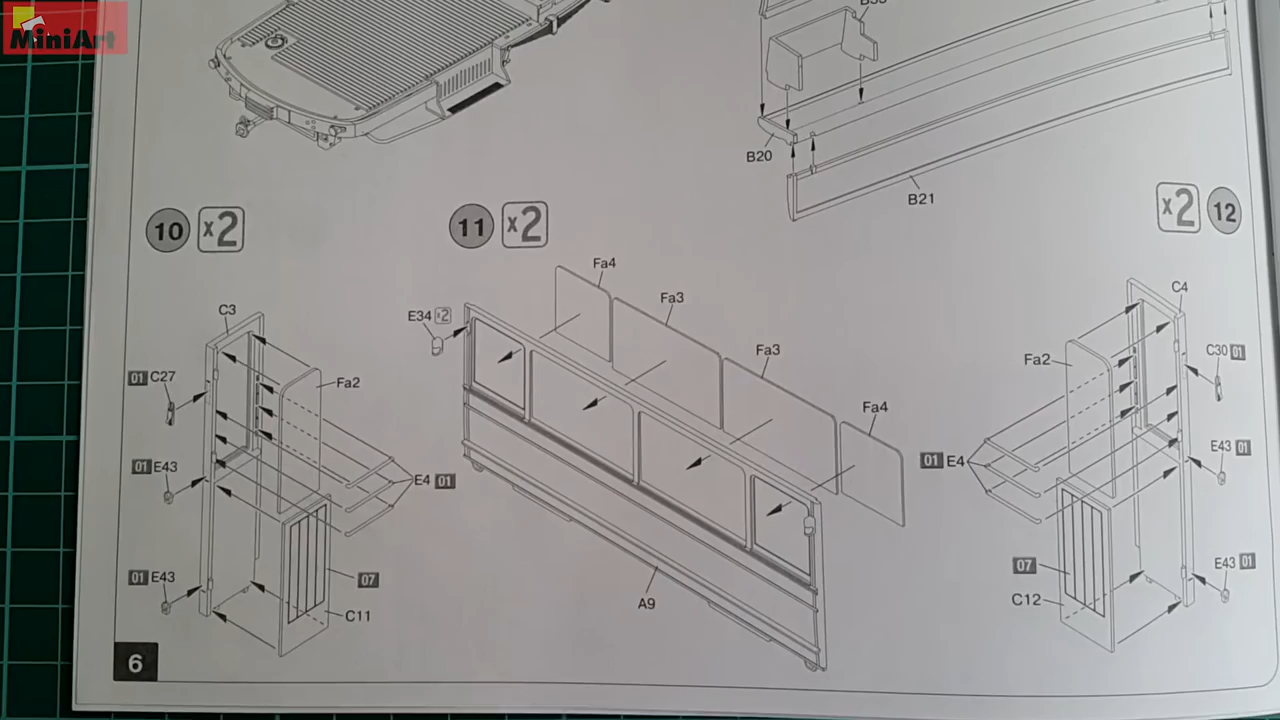 MiniArt
B35
B20
B21
10 x2
11 x2
x2 12
C3
01 C27
Fa2
01 E43
E4 01
01 E43
07
C11
Fa4
Fa3
E34 x2
Fa3
Fa4
A9
C4
Fa2
C30 01
01 E4
E43 01
07
C12
E43 01
6